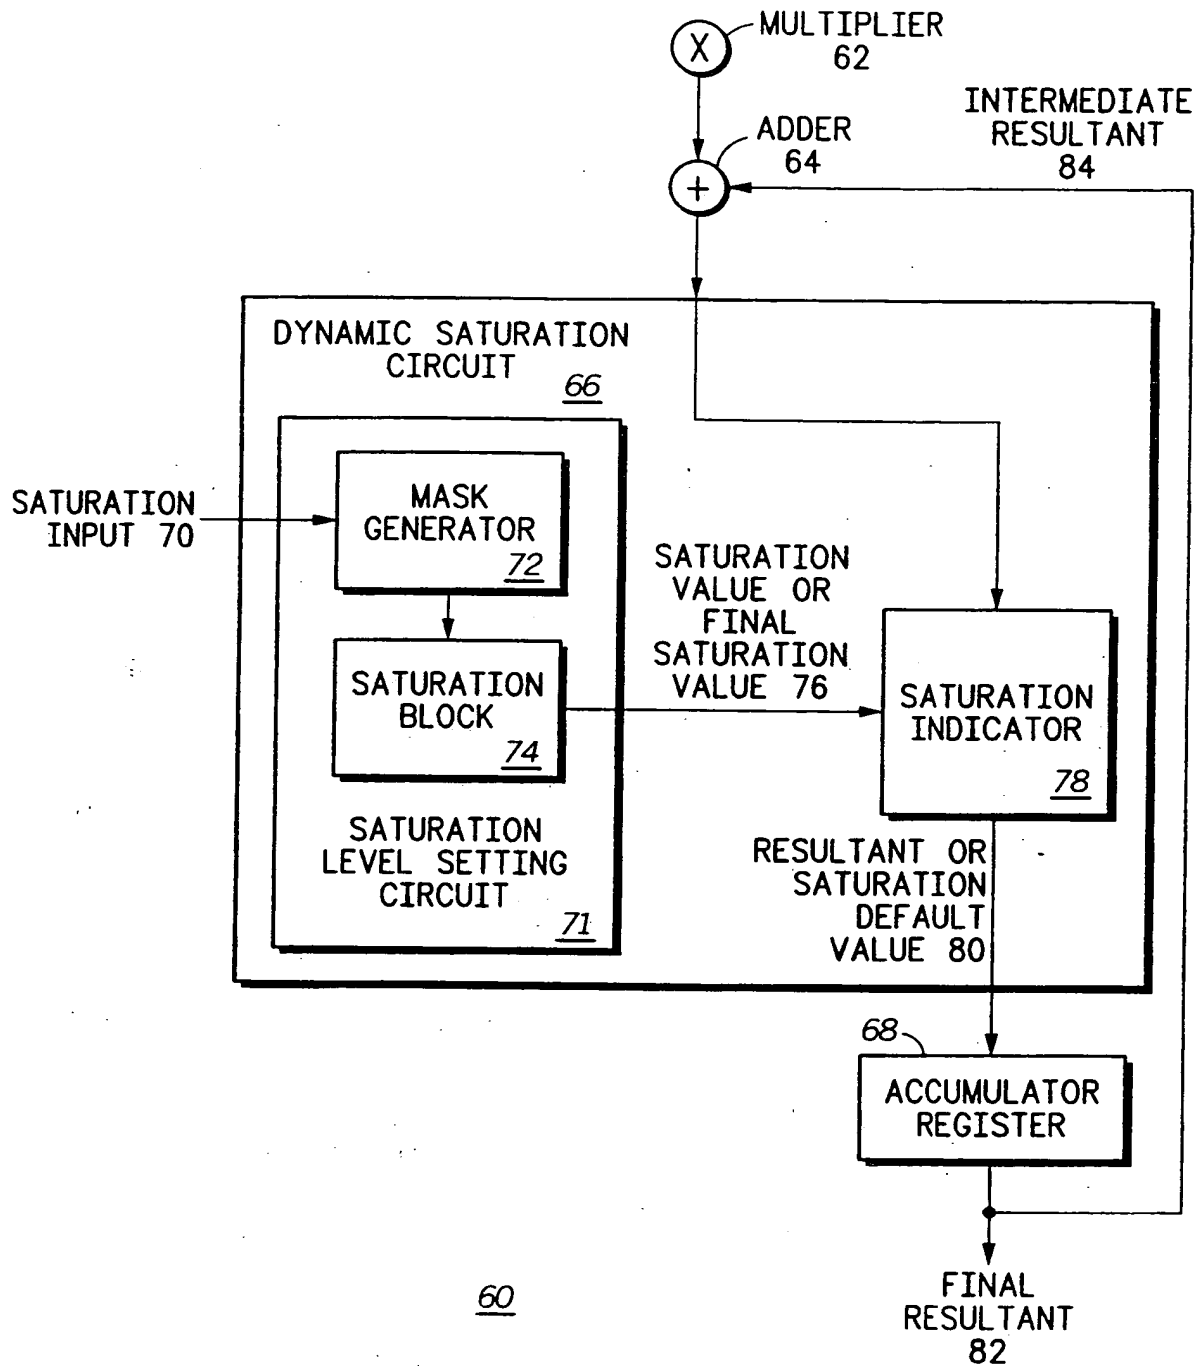 X
MULTIPLIER
62
ADDER
64
+
INTERMEDIATE
RESULTANT
84
DYNAMIC SATURATION
CIRCUIT
66
SATURATION
INPUT 70
MASK
GENERATOR
72
SATURATION
BLOCK
74
SATURATION
LEVEL SETTING
CIRCUIT
71
SATURATION
VALUE OR
FINAL
SATURATION
VALUE 76
SATURATION
INDICATOR
78
RESULTANT OR
SATURATION
DEFAULT
VALUE 80
68
ACCUMULATOR
REGISTER
FINAL
RESULTANT
82
60